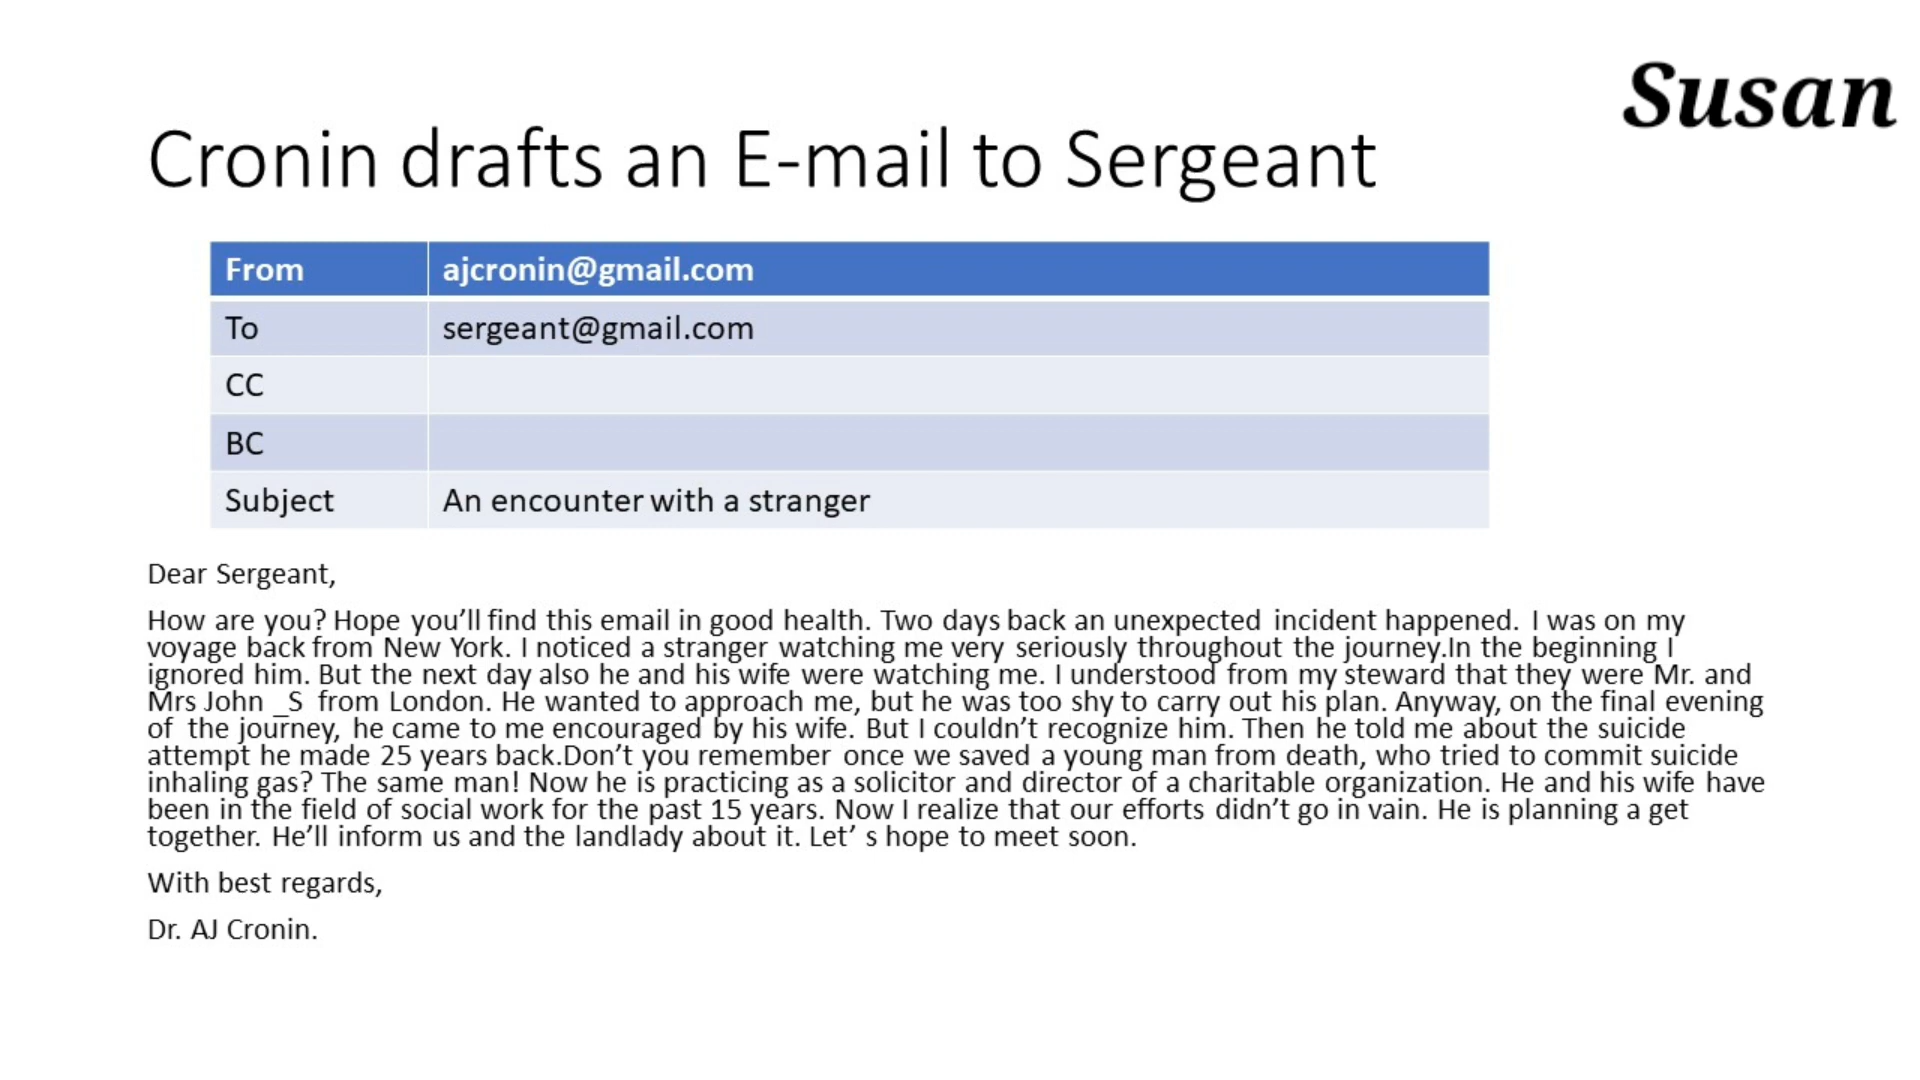 Susan
Cronin drafts an E-mail to Sergeant
From ajcronin@gmail.com
To sergeant@gmail.com
CC
BC
Subject An encounter with a stranger
Dear Sergeant,
How are you? Hope you’ll find this email in good health. Two days back an unexpected incident happened. I was on my
voyage back from New York. I noticed a stranger watching me very seriously throughout the journey.In the beginning I
ignored him. But the next day also he and his wife were watching me. I understood from my steward that they were Mr. and
Mrs John _S from London. He wanted to approach me, but he was too shy to carry out his plan. Anyway, on the final evening
of the journey, he came to me encouraged by his wife. But I couldn’t recognize him. Then he told me about the suicide
attempt he made 25 years back.Don’t you remember once we saved a young man from death, who tried to commit suicide
inhaling gas? The same man! Now he is practicing as a solicitor and director of a charitable organization. He and his wife have
been in the field of social work for the past 15 years. Now I realize that our efforts didn’t go in vain. He is planning a get
together. He’ll inform us and the landlady about it. Let’ s hope to meet soon.
With best regards,
Dr. AJ Cronin.